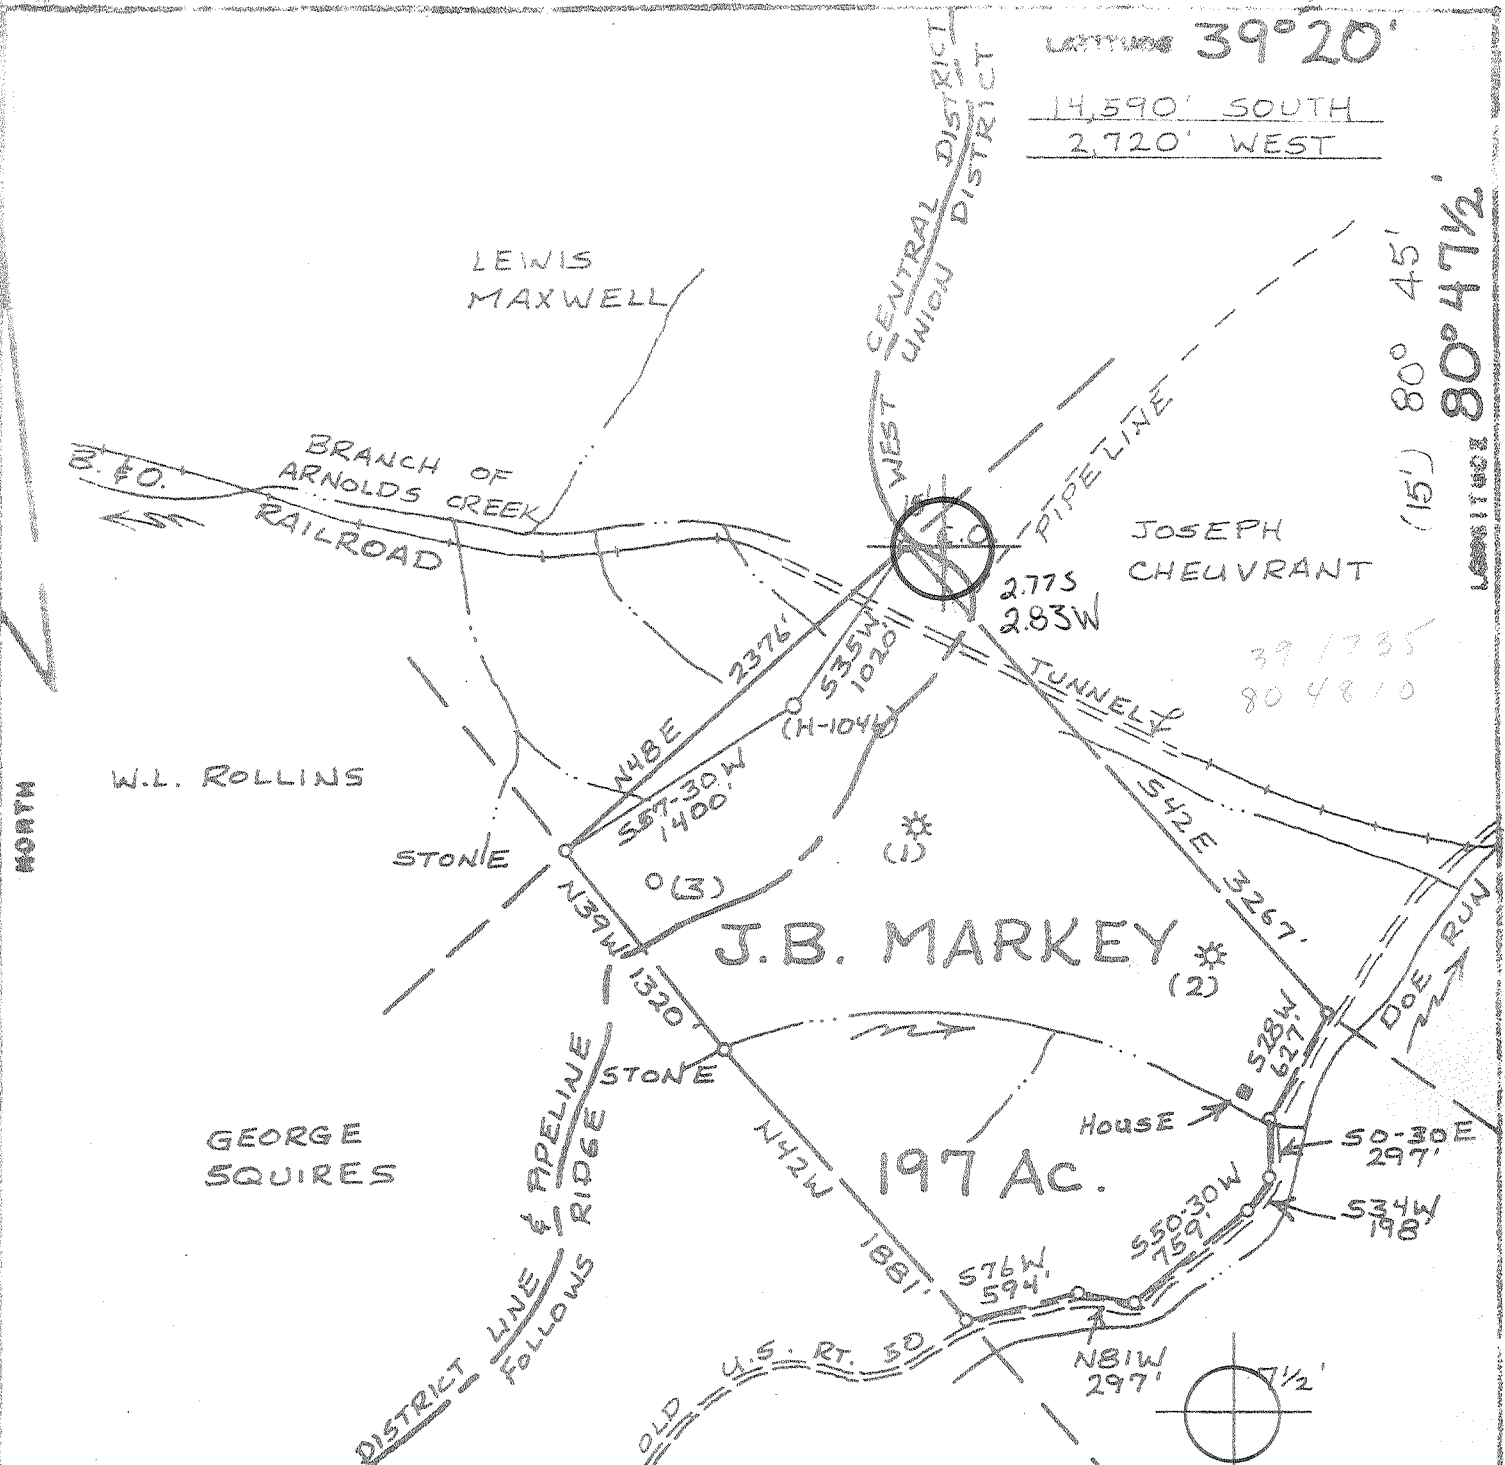 LATITUDE 39°20'
14,590' SOUTH
2,720' WEST
(15') 80° 45'
LONGITUDE 80°47½'
CENTRAL DISTRICT
WEST UNION DISTRICT
LEWIS
MAXWELL
BRANCH OF
ARNOLDS CREEK
B. & O.
RAILROAD
15'
C.O.
PIPE LINE
JOSEPH
CHEUVRANT
2.77S
2.83W
39 1735
80 4810
TUNNEL
2376'
N48E
S35W
1020'
(H-1046)
S57-30W
1400'
W.L. ROLLINS
NORTH
STONE
S42E
3267'
(1)
(3)
N39W
1320'
J.B. MARKEY
(2)
DOE RUN
STONE
S28W
627'
HOUSE
S0-30E
297'
GEORGE
SQUIRES
N42W
1881'
197 AC.
S34W
198'
S50-30W
759'
S76W
594'
N81W
297'
DISTRICT LINE & PIPELINE
FOLLOWS RIDGE
OLD U.S. RT. 50
7½'